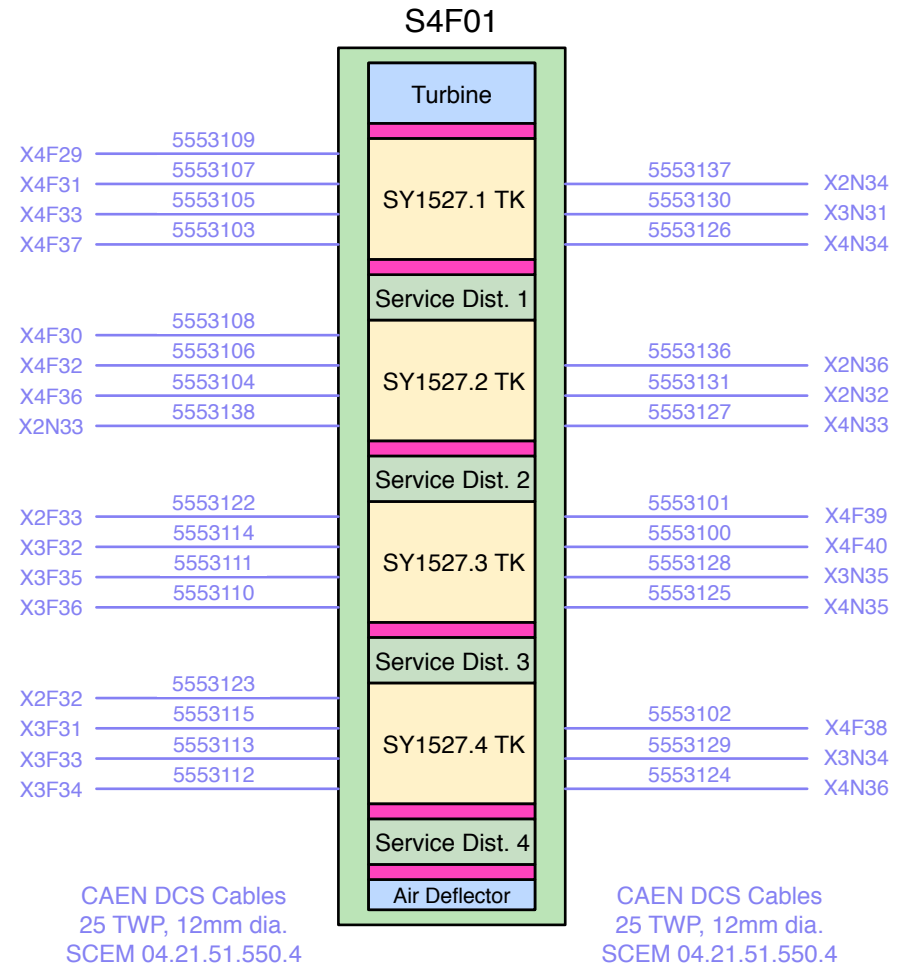 S4F01
Turbine
SY1527.1 TK
Service Dist. 1
SY1527.2 TK
Service Dist. 2
SY1527.3 TK
Service Dist. 3
SY1527.4 TK
Service Dist. 4
Air Deflector
X4F29 5553109
X4F31 5553107
X4F33 5553105
X4F37 5553103
X4F30 5553108
X4F32 5553106
X4F36 5553104
X2N33 5553138
X2F33 5553122
X3F32 5553114
X3F35 5553111
X3F36 5553110
X2F32 5553123
X3F31 5553115
X3F33 5553113
X3F34 5553112
5553137 X2N34
5553130 X3N31
5553126 X4N34
5553136 X2N36
5553131 X2N32
5553127 X4N33
5553101 X4F39
5553100 X4F40
5553128 X3N35
5553125 X4N35
5553102 X4F38
5553129 X3N34
5553124 X4N36
CAEN DCS Cables
25 TWP, 12mm dia.
SCEM 04.21.51.550.4
CAEN DCS Cables
25 TWP, 12mm dia.
SCEM 04.21.51.550.4